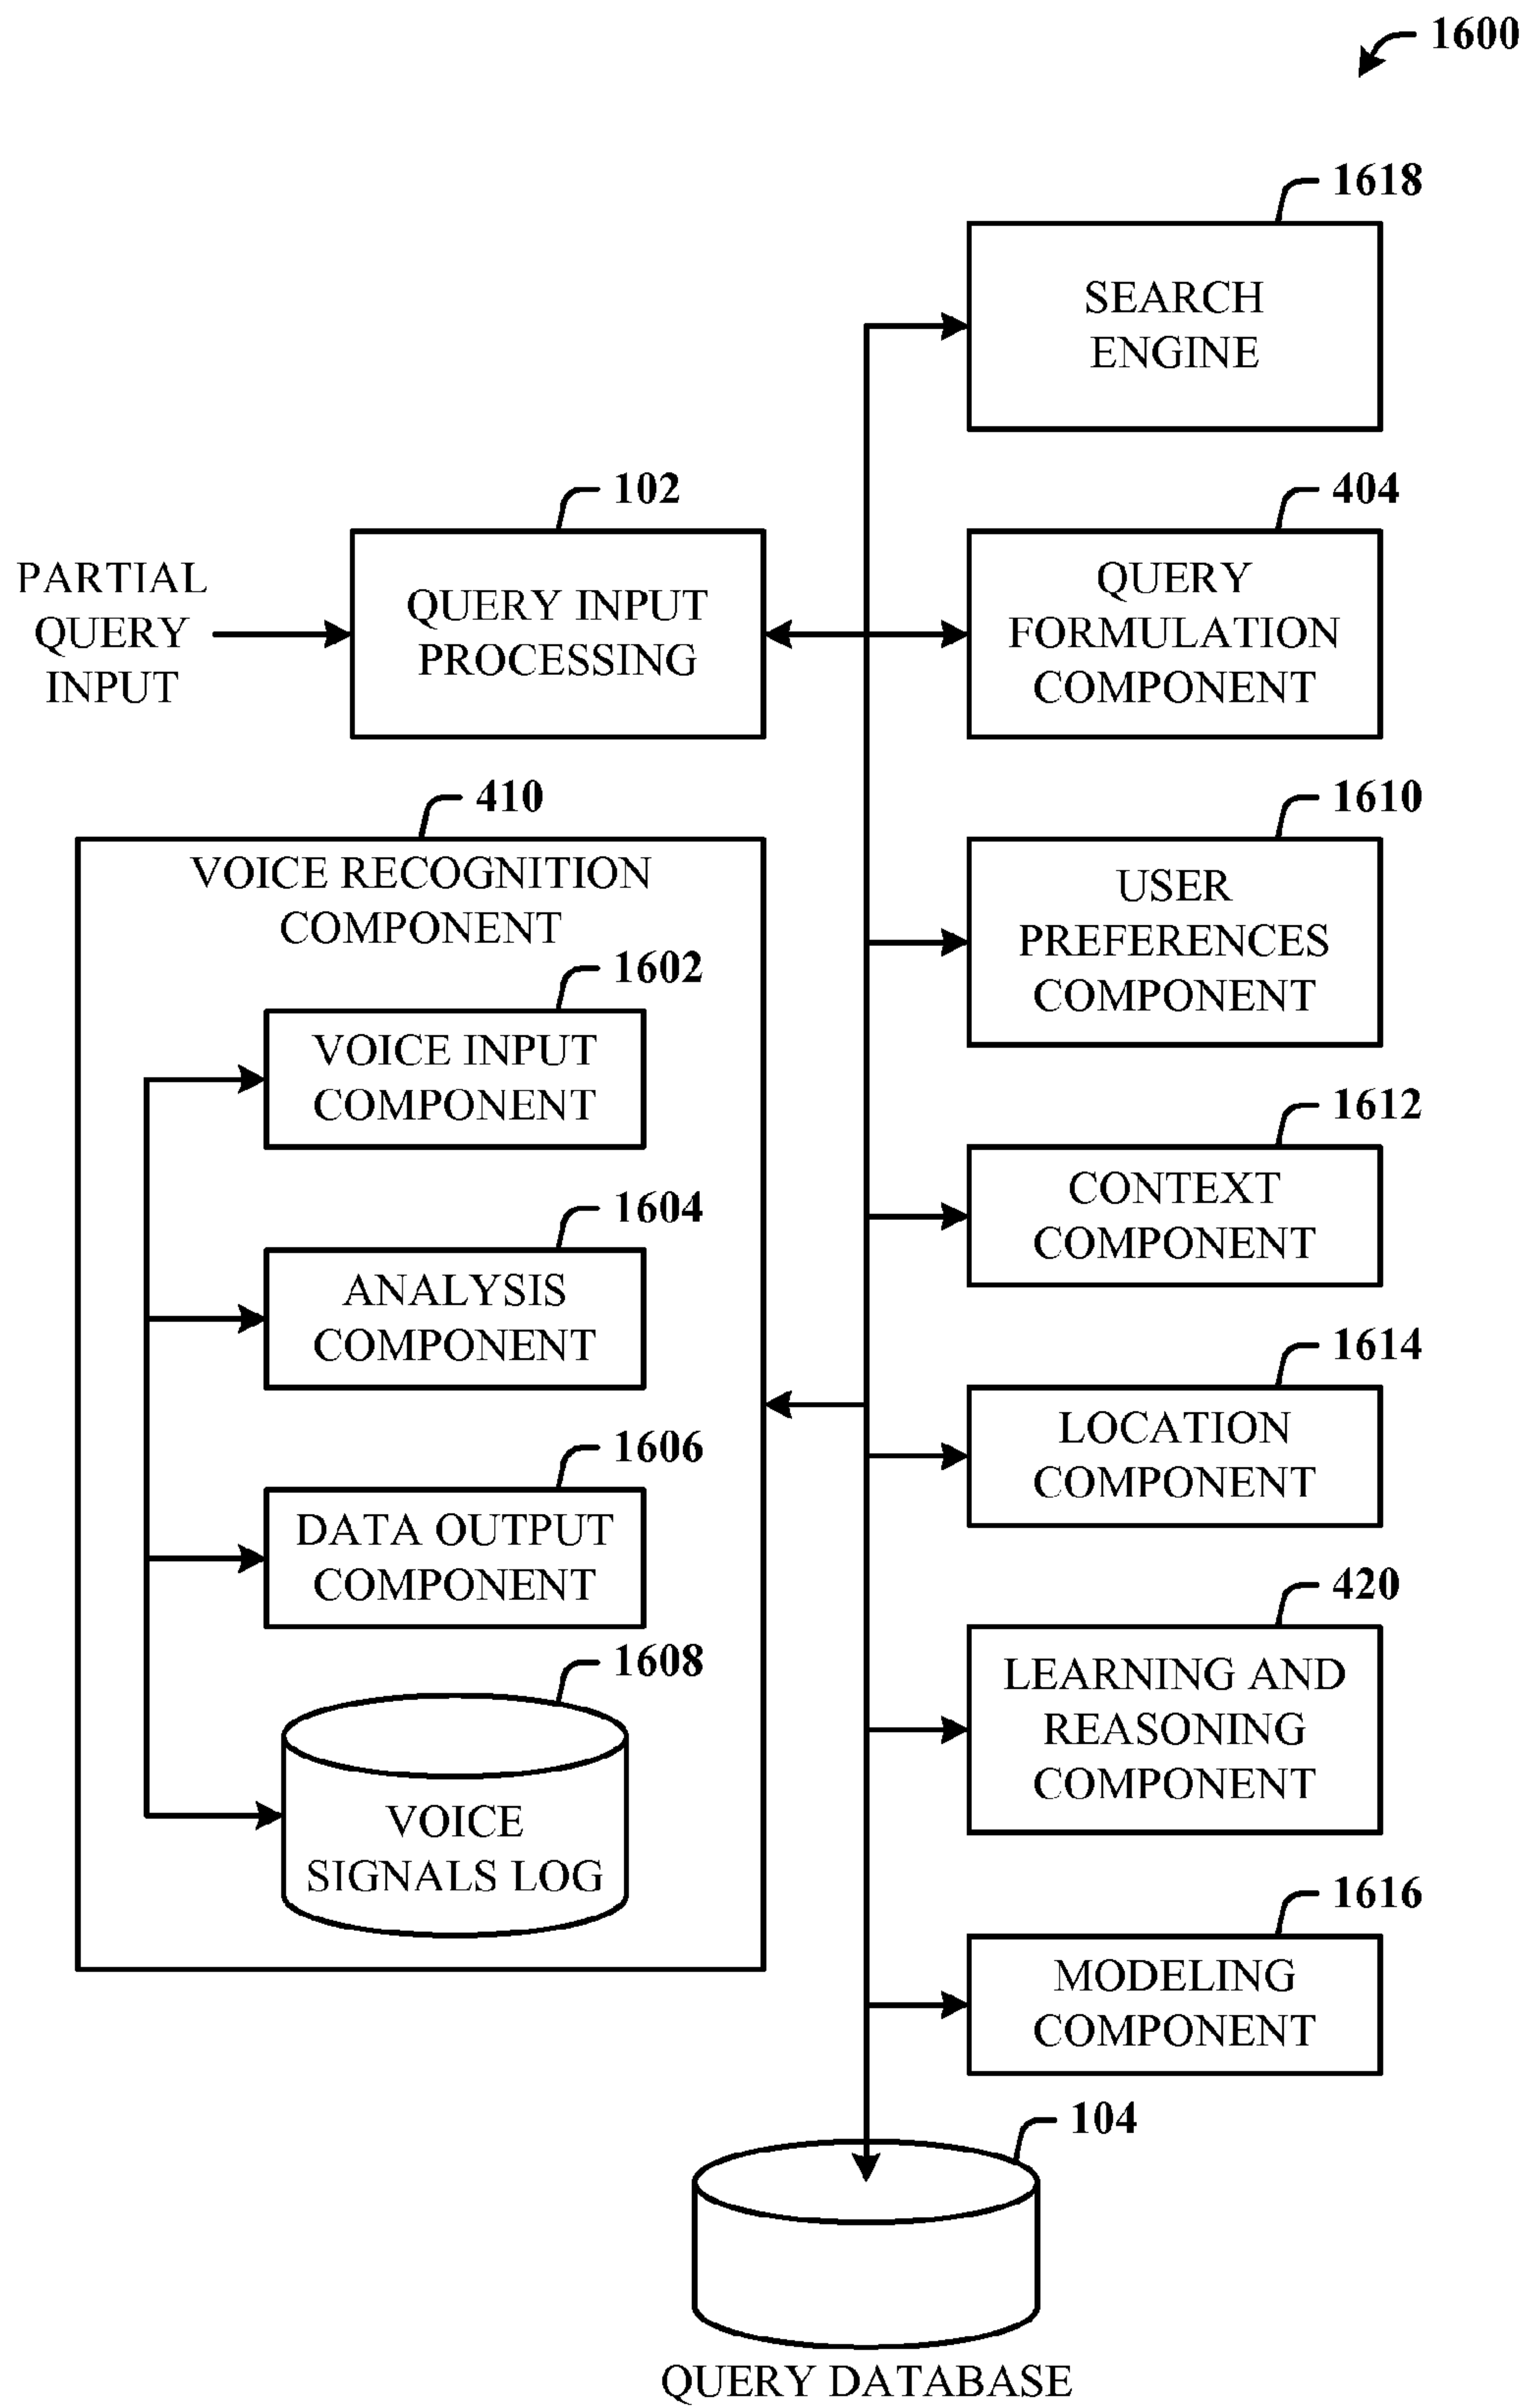 1600
1618
SEARCH
ENGINE
102
QUERY INPUT
PROCESSING
PARTIAL
QUERY
INPUT
404
QUERY
FORMULATION
COMPONENT
410
VOICE RECOGNITION
COMPONENT
1602
VOICE INPUT
COMPONENT
1604
ANALYSIS
COMPONENT
1606
DATA OUTPUT
COMPONENT
1608
VOICE
SIGNALS LOG
1610
USER
PREFERENCES
COMPONENT
1612
CONTEXT
COMPONENT
1614
LOCATION
COMPONENT
420
LEARNING AND
REASONING
COMPONENT
1616
MODELING
COMPONENT
104
QUERY DATABASE